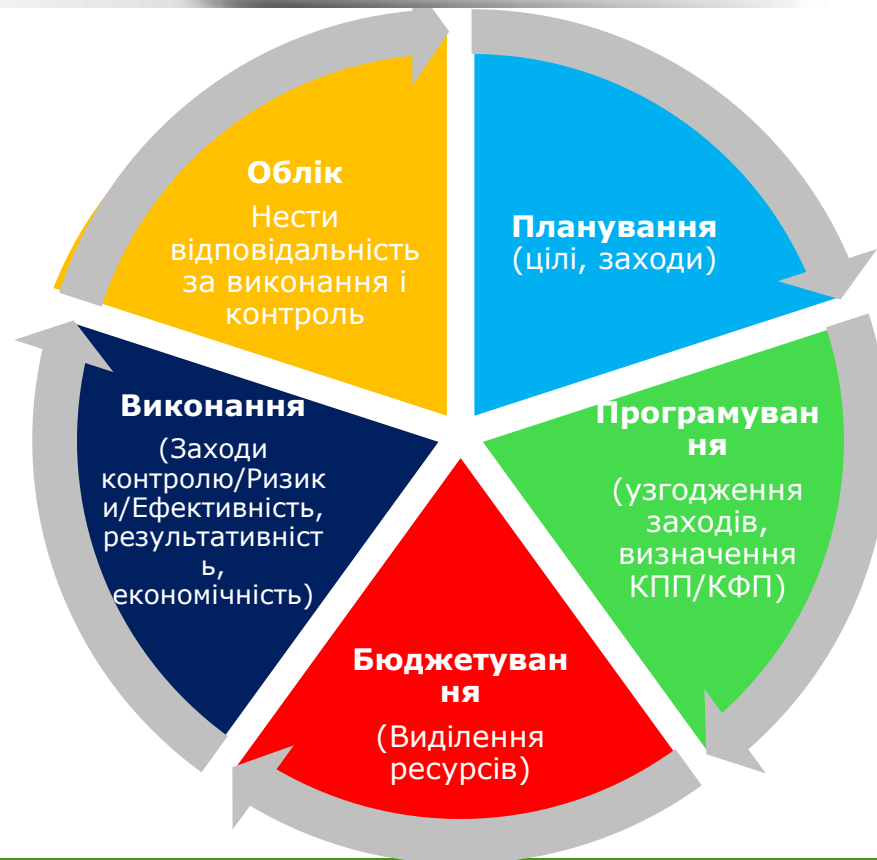 Облік
Нести
відповідальність
за виконання і
контроль
Планування
(цілі, заходи)
Програмуван
ня
(узгодження
заходів,
визначення
КПП/КФП)
Бюджетуван
ня
(Виділення
ресурсів)
Виконання
(Заходи
контролю/Ризик
и/Ефективність,
результативніст
ь,
економічність)